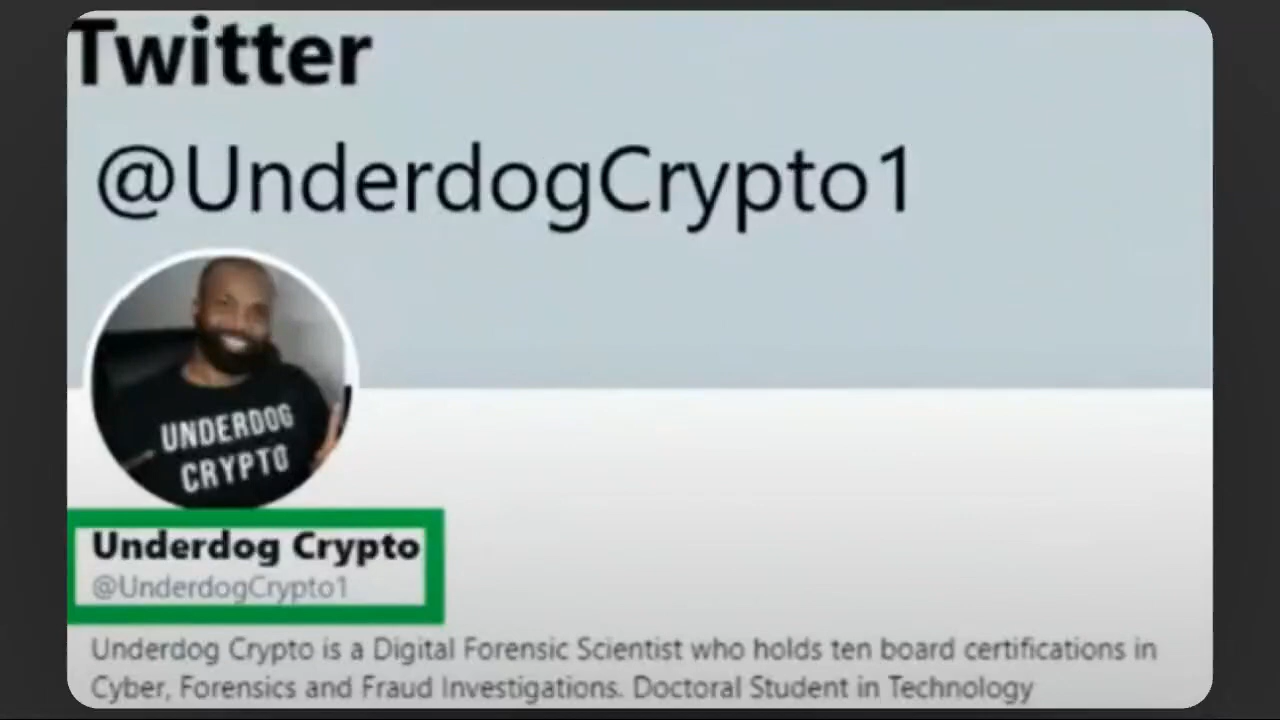 Twitter
@UnderdogCrypto1
UNDERDOG
CRYPTO
Underdog Crypto
@UnderdogCrypto1
Underdog Crypto is a Digital Forensic Scientist who holds ten board certifications in
Cyber, Forensics and Fraud Investigations. Doctoral Student in Technology